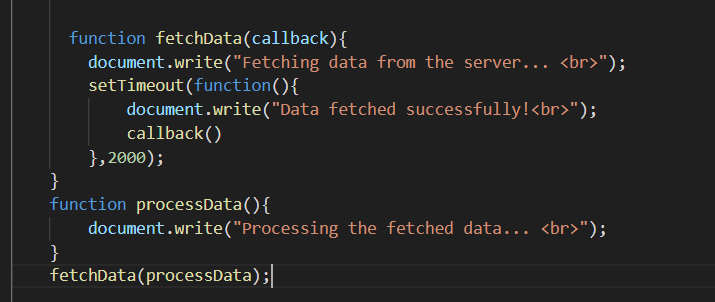 function fetchData(callback){
document.write("Fetching data from the server... <br>");
setTimeout(function(){
document.write("Data fetched successfully!<br>");
callback()
},2000);
}
function processData(){
document.write("Processing the fetched data... <br>");
}
fetchData(processData);